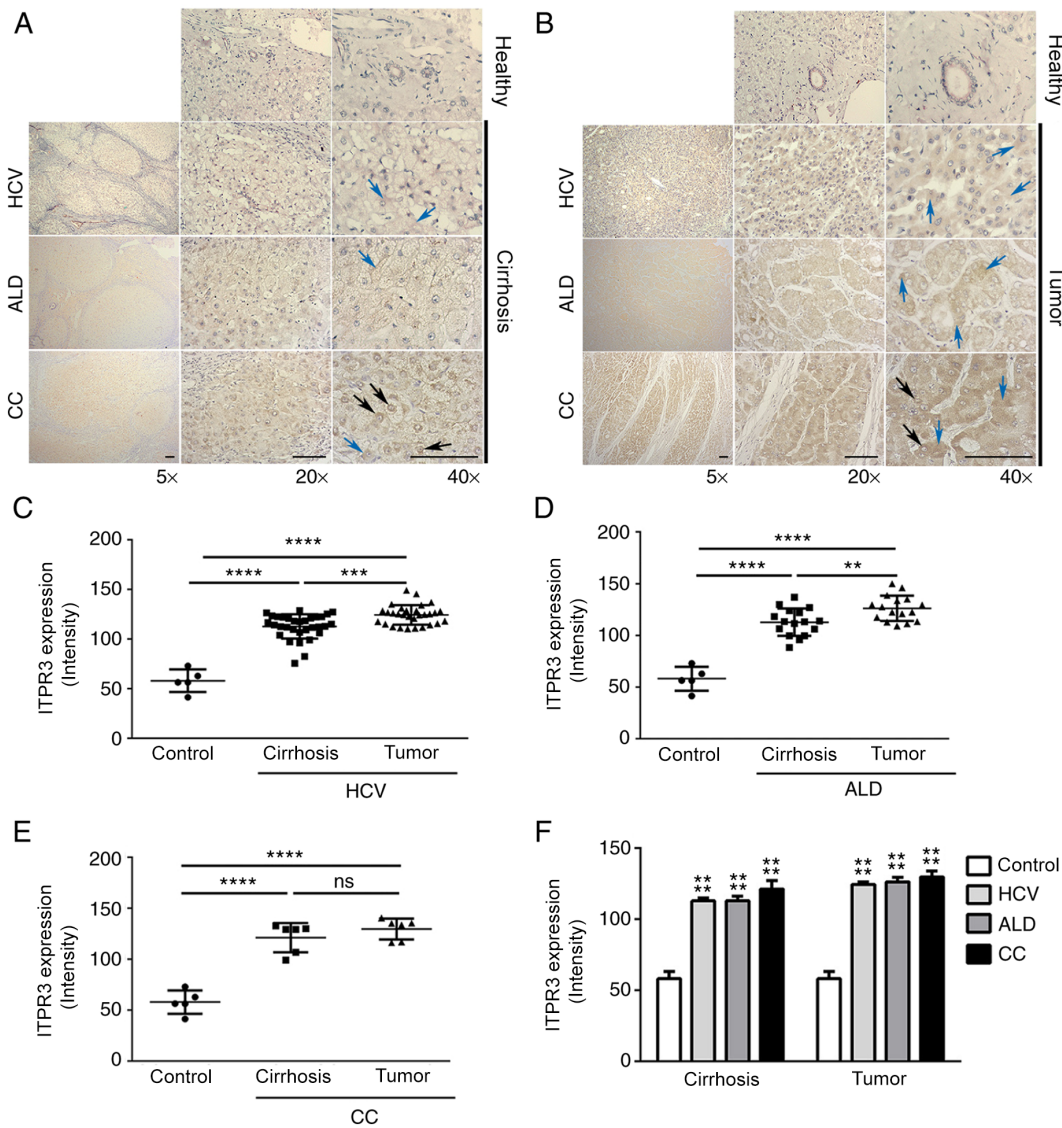 A
Healthy
HCV
ALD
CC
Cirrhosis
5×
20×
40×
B
Healthy
HCV
ALD
CC
Tumor
5×
20×
40×
C
ITPR3 expression
(Intensity)
200
150
100
50
0
****
****
***
Control
Cirrhosis
Tumor
HCV
D
ITPR3 expression
(Intensity)
200
150
100
50
0
****
****
**
Control
Cirrhosis
Tumor
ALD
E
ITPR3 expression
(Intensity)
200
150
100
50
0
****
****
ns
Control
Cirrhosis
Tumor
CC
F
ITPR3 expression
(Intensity)
150
100
50
0
** ** ** ** ** **
** ** ** ** ** **
Cirrhosis
Tumor
Control
HCV
ALD
CC